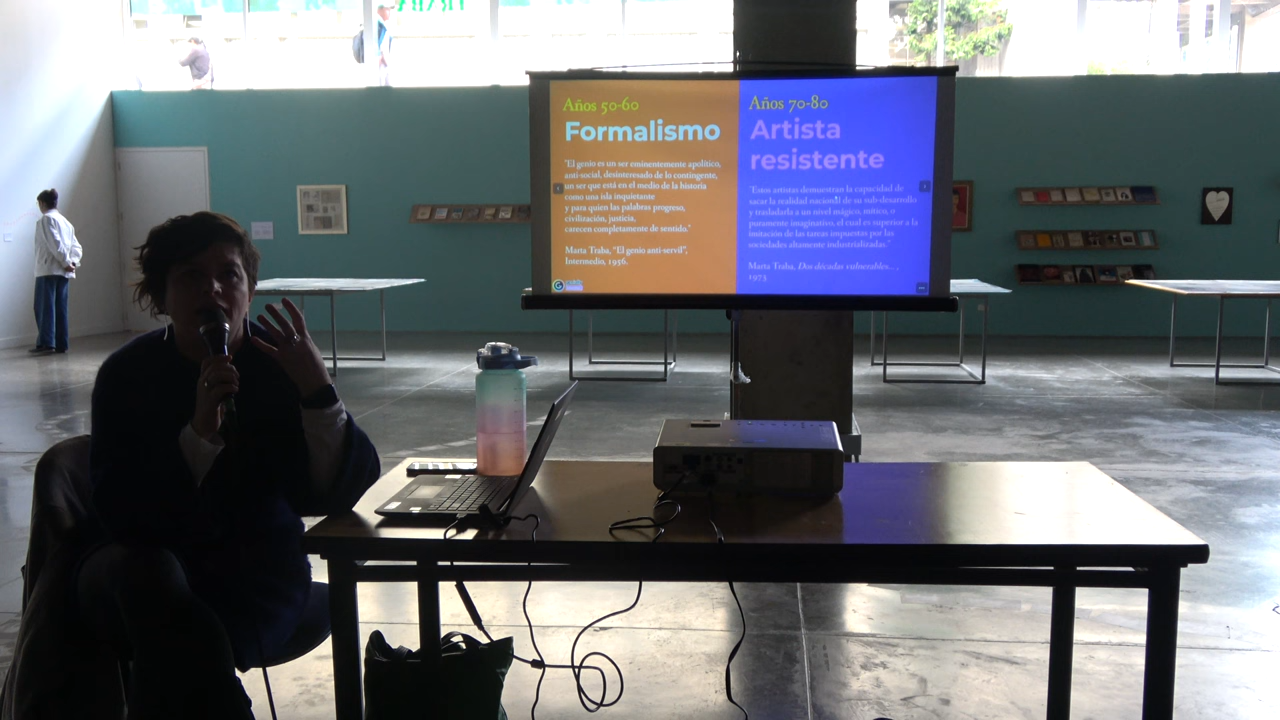 Años 50-60
Formalismo
"El genio es un ser eminentemente apolítico,
anti-social, desinteresado de lo contingente,
un ser que está en el medio de la historia
como una isla inquietante
y para quien las palabras progreso,
civilización, justicia,
carecen completamente de sentido."
Marta Traba, "El genio anti-servil",
Intermedio, 1956.
Años 70-80
Artista
resistente
"Estos artistas demuestran la capacidad de
sacar la realidad nacional de su sub-desarrollo
y trasladarla a un nivel mágico, mítico, o
puramente imaginativo, el cual es superior a la
imitación de las tareas impuestas por las
sociedades altamente industrializadas."
Marta Traba, Dos décadas vulnerables... ,
1973